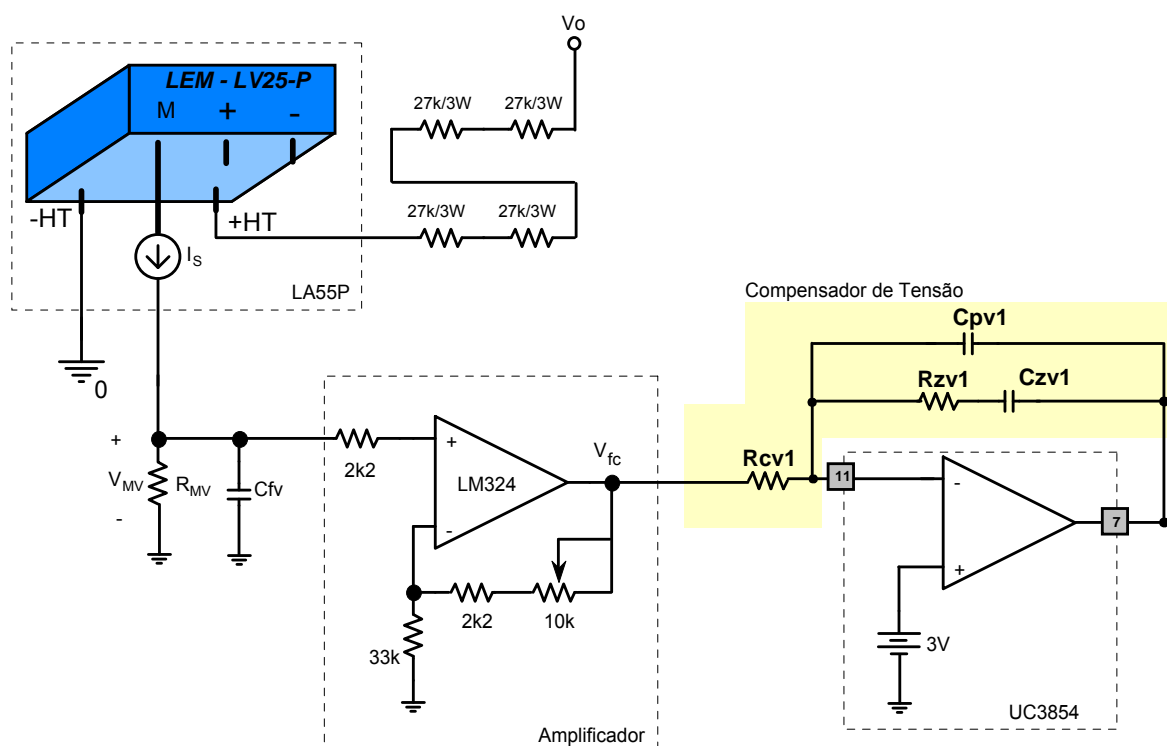 Vo
LEM - LV25-P
M + -
27k/3W 27k/3W
-HT
+HT
27k/3W 27k/3W
IS
LA55P
0
Compensador de Tensão
Cpv1
Rzv1 Czv1
+
VMV RMV Cfv
-
2k2
+
LM324
-
Vfc
Rcv1
11
-
+
7
2k2 10k
33k
3V
UC3854
Amplificador